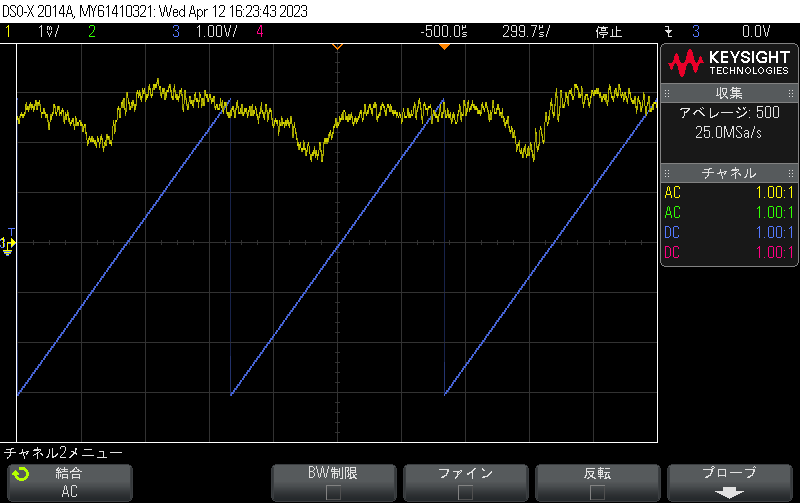 DSO-X 2014A, MY61410321: Wed Apr 12 16:23:43 2023
1 1♈/ 2 3 1.00V/ 4 -500.0s 299.7s/ 停止 3 0.0V
KEYSIGHT
TECHNOLOGIES
収集
アベレージ: 500
25.0MSa/s
チャネル
AC 1.00:1
AC 1.00:1
DC 1.00:1
DC 1.00:1
T
3
チャネル2メニュー
結合
AC
BW制限
ファイン
反転
プローブ